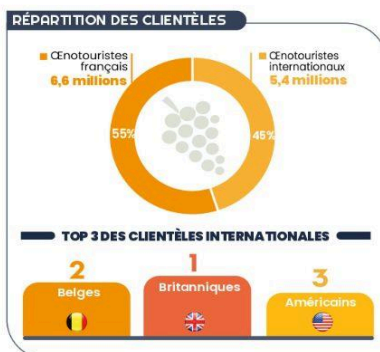 RÉPARTITION DES CLIENTÈLES
Œnotouristes
français
6,6 millions
Œnotouristes
internationaux
5,4 millions
55%
45%
TOP 3 DES CLIENTÈLES INTERNATIONALES
2
Belges
1
Britanniques
3
Américains